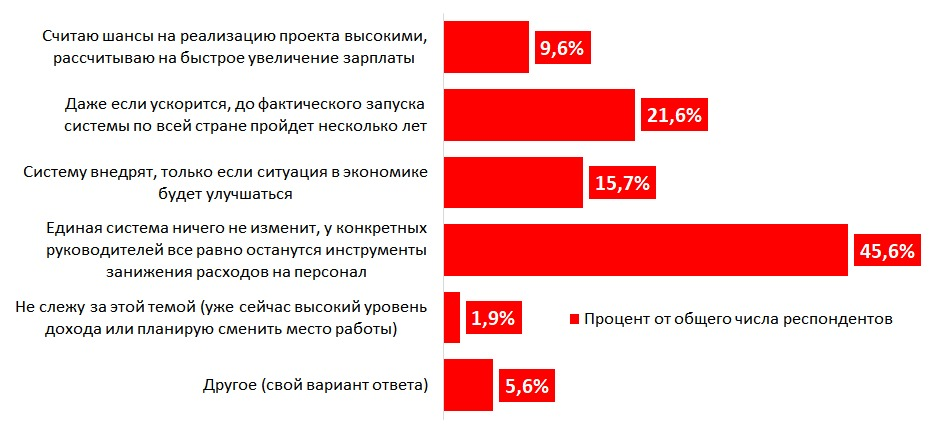 Считаю шансы на реализацию проекта высокими,
рассчитываю на быстрое увеличение зарплаты
9,6%
Даже если ускорится, до фактического запуска
системы по всей стране пройдет несколько лет
21,6%
Систему внедрят, только если ситуация в экономике
будет улучшаться
15,7%
Единая система ничего не изменит, у конкретных
руководителей все равно останутся инструменты
занижения расходов на персонал
45,6%
Не слежу за этой темой (уже сейчас высокий уровень
дохода или планирую сменить место работы)
1,9%
Процент от общего числа респондентов
Другое (свой вариант ответа)
5,6%